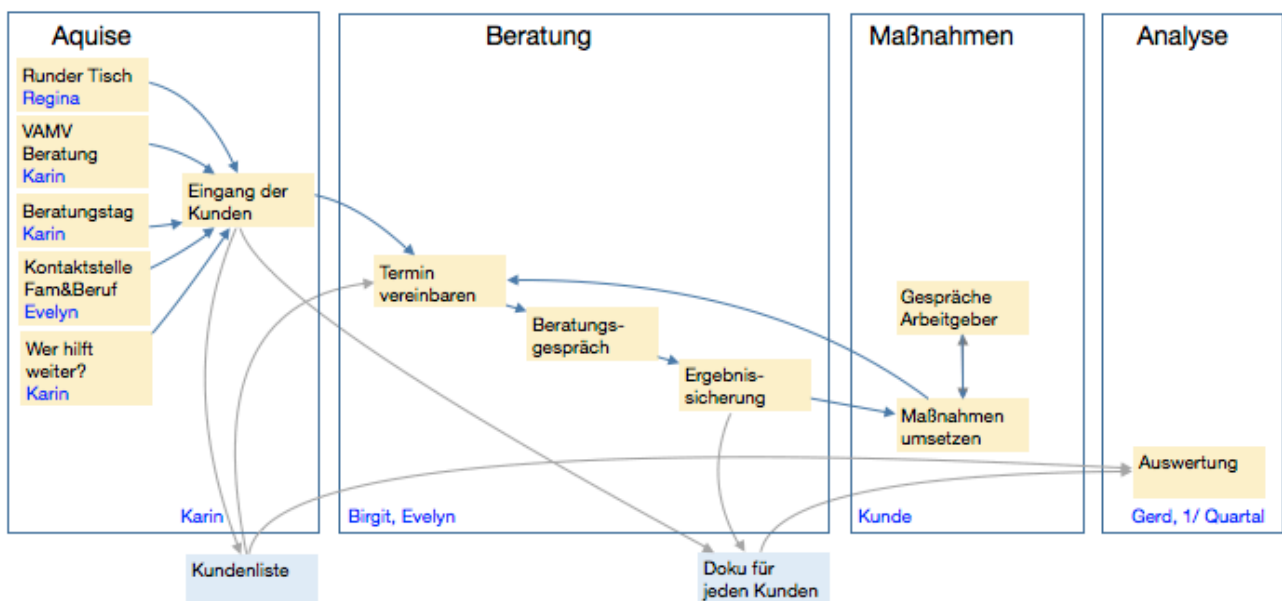 Aquise
Runder Tisch
Regina
VAMV
Beratung
Karin
Beratungstag
Karin
Kontaktstelle
Fam&Beruf
Evelyn
Wer hilft
weiter?
Karin
Eingang der
Kunden
Karin
Beratung
Termin
vereinbaren
Beratungs-
gespräch
Ergebnis-
sicherung
Birgit, Evelyn
Maßnahmen
Gespräche
Arbeitgeber
Maßnahmen
umsetzen
Kunde
Analyse
Auswertung
Gerd, 1/ Quartal
Kundenliste
Doku für
jeden Kunden